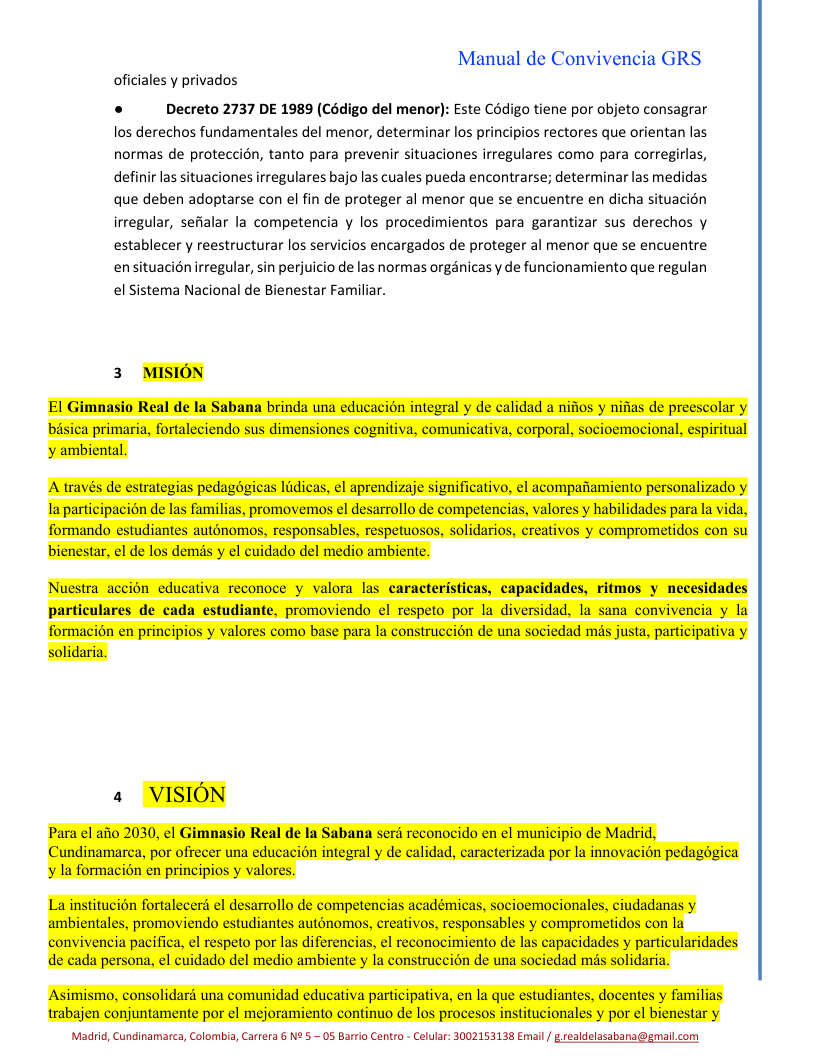 Manual de Convivencia GRS
oficiales y privados
● Decreto 2737 DE 1989 (Código del menor): Este Código tiene por objeto consagrar
los derechos fundamentales del menor, determinar los principios rectores que orientan las
normas de protección, tanto para prevenir situaciones irregulares como para corregirlas,
definir las situaciones irregulares bajo las cuales pueda encontrarse; determinar las medidas
que deben adoptarse con el fin de proteger al menor que se encuentre en dicha situación
irregular, señalar la competencia y los procedimientos para garantizar sus derechos y
establecer y reestructurar los servicios encargados de proteger al menor que se encuentre
en situación irregular, sin perjuicio de las normas orgánicas y de funcionamiento que regulan
el Sistema Nacional de Bienestar Familiar.
3 MISIÓN
El Gimnasio Real de la Sabana brinda una educación integral y de calidad a niños y niñas de preescolar y
básica primaria, fortaleciendo sus dimensiones cognitiva, comunicativa, corporal, socioemocional, espiritual
y ambiental.
A través de estrategias pedagógicas lúdicas, el aprendizaje significativo, el acompañamiento personalizado y
la participación de las familias, promovemos el desarrollo de competencias, valores y habilidades para la vida,
formando estudiantes autónomos, responsables, respetuosos, solidarios, creativos y comprometidos con su
bienestar, el de los demás y el cuidado del medio ambiente.
Nuestra acción educativa reconoce y valora las características, capacidades, ritmos y necesidades
particulares de cada estudiante, promoviendo el respeto por la diversidad, la sana convivencia y la
formación en principios y valores como base para la construcción de una sociedad más justa, participativa y
solidaria.
4 VISIÓN
Para el año 2030, el Gimnasio Real de la Sabana será reconocido en el municipio de Madrid,
Cundinamarca, por ofrecer una educación integral y de calidad, caracterizada por la innovación pedagógica
y la formación en principios y valores.
La institución fortalecerá el desarrollo de competencias académicas, socioemocionales, ciudadanas y
ambientales, promoviendo estudiantes autónomos, creativos, responsables y comprometidos con la
convivencia pacífica, el respeto por las diferencias, el reconocimiento de las capacidades y particularidades
de cada persona, el cuidado del medio ambiente y la construcción de una sociedad más solidaria.
Asimismo, consolidará una comunidad educativa participativa, en la que estudiantes, docentes y familias
trabajen conjuntamente por el mejoramiento continuo de los procesos institucionales y por el bienestar y
Madrid, Cundinamarca, Colombia, Carrera 6 Nº 5 – 05 Barrio Centro - Celular: 3002153138 Email / g.realdelasabana@gmail.com